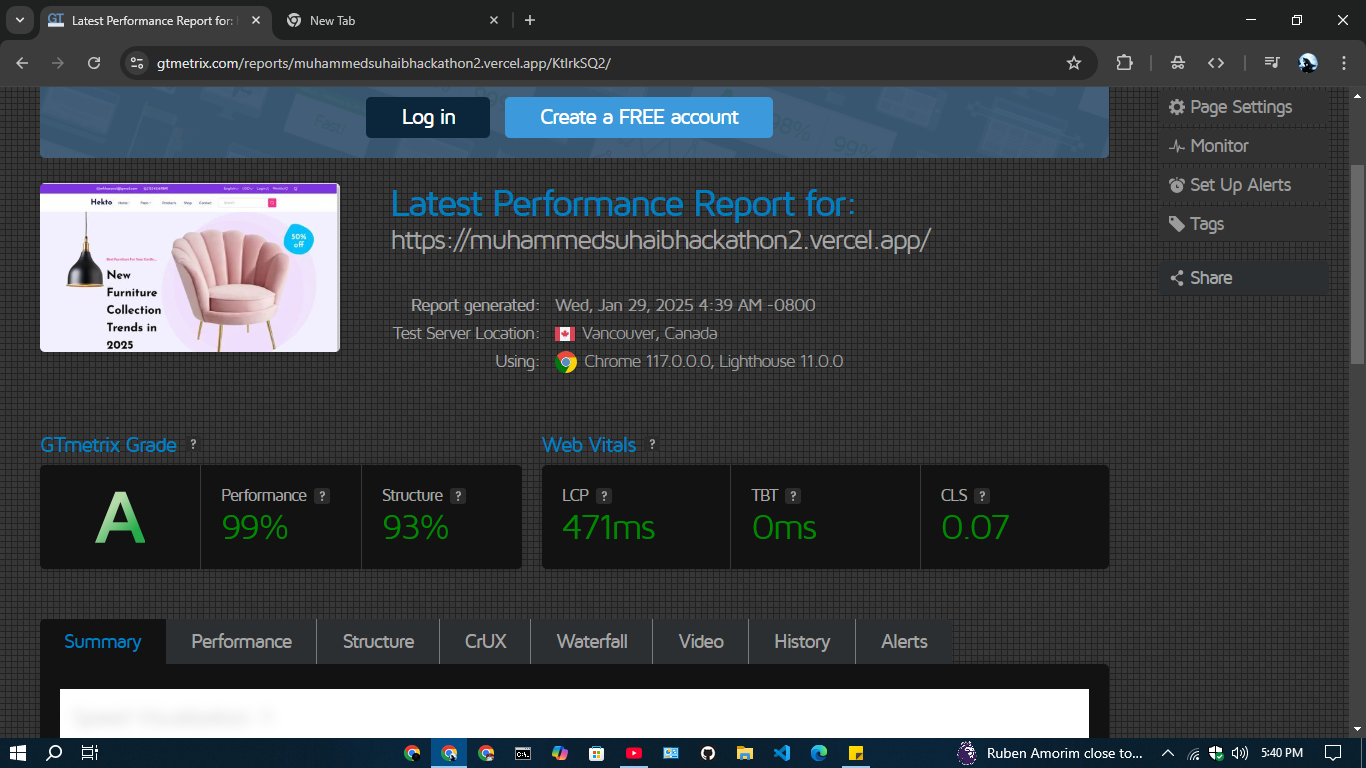 GT Latest Performance Report for:
New Tab
gtmetrix.com/reports/muhammedsuhaibhackathon2.vercel.app/KtIrkSQ2/
Log in
Create a FREE account
Page Settings
Monitor
Set Up Alerts
Tags
Share
Hekto
50%
off
New
Furniture
Collection
Trends in
2025
Latest Performance Report for:
https://muhammedsuhaibhackathon2.vercel.app/
Report generated: Wed, Jan 29, 2025 4:39 AM -0800
Test Server Location: Vancouver, Canada
Using: Chrome 117.0.0.0, Lighthouse 11.0.0
GTmetrix Grade ?
Web Vitals ?
A
Performance ?
99%
Structure ?
93%
LCP ?
471ms
TBT ?
0ms
CLS ?
0.07
Summary Performance Structure CrUX Waterfall Video History Alerts
Ruben Amorim close to...
5:40 PM